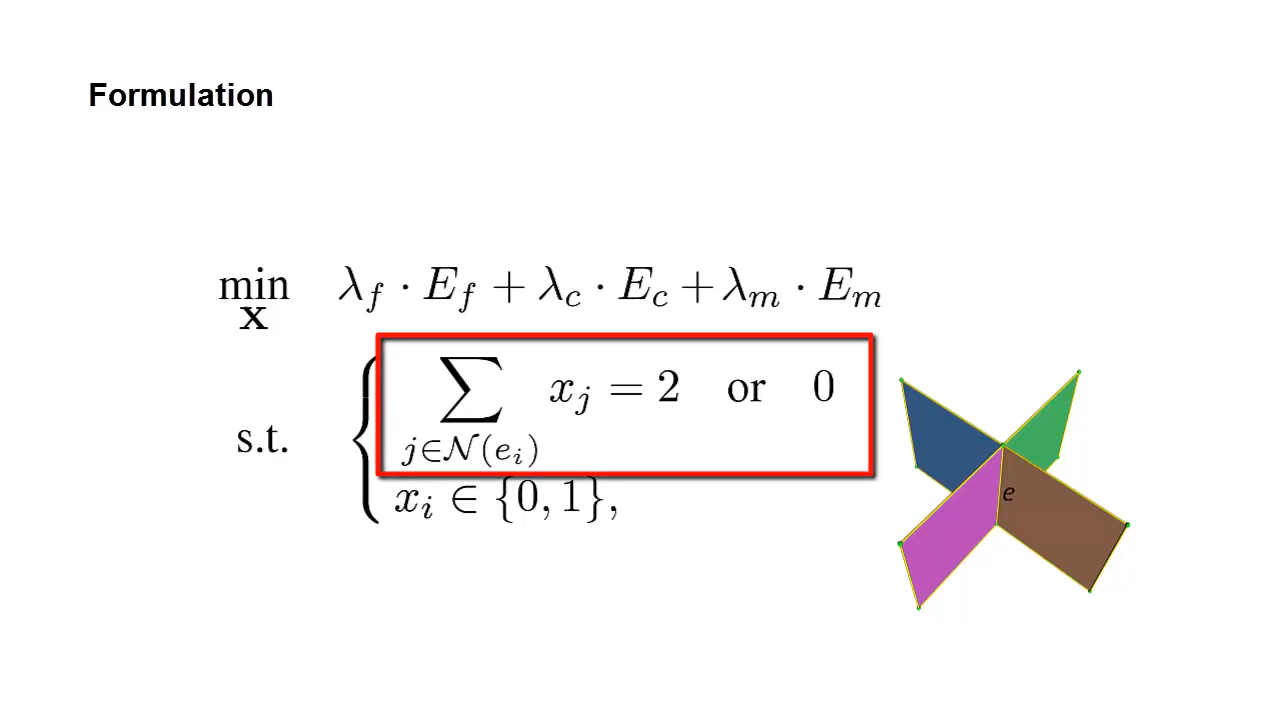 Formulation
min λ_f · E_f + λ_c · E_c + λ_m · E_m
X
∑ x_j = 2 or 0
s.t.
j∈𝒩(e_i)
x_i ∈ {0, 1},
e